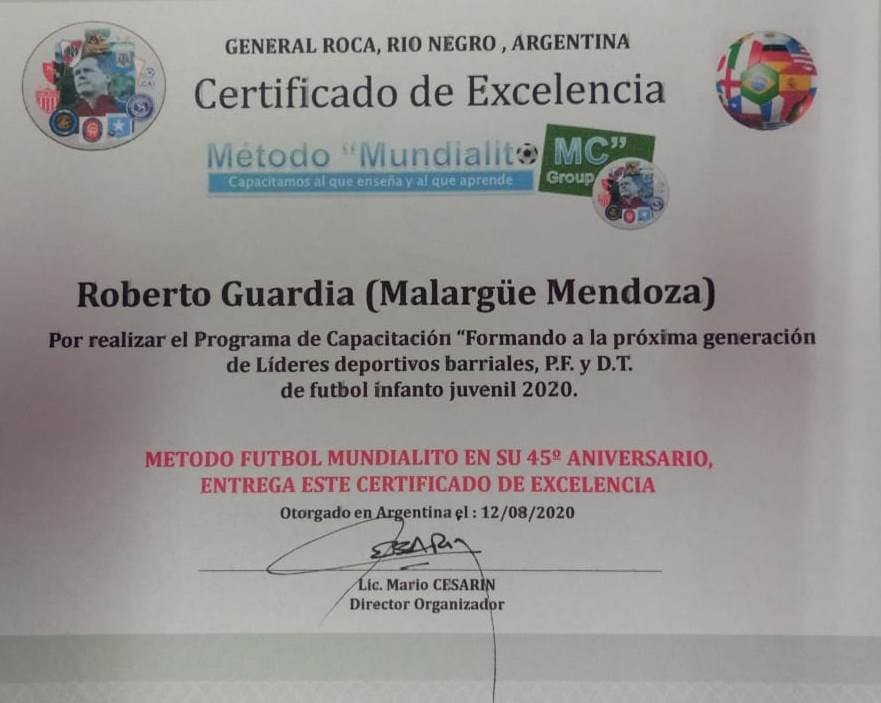 GENERAL ROCA, RIO NEGRO , ARGENTINA
Certificado de Excelencia
Método “Mundialito MC”
Group
Capacitamos al que enseña y al que aprende
Roberto Guardia (Malargüe Mendoza)
Por realizar el Programa de Capacitación “Formando a la próxima generación
de Líderes deportivos barriales, P.F. y D.T.
de futbol infanto juvenil 2020.
METODO FUTBOL MUNDIALITO EN SU 45º ANIVERSARIO,
ENTREGA ESTE CERTIFICADO DE EXCELENCIA
Otorgado en Argentina el : 12/08/2020
CESARIN
Lic. Mario CESARIN
Director Organizador